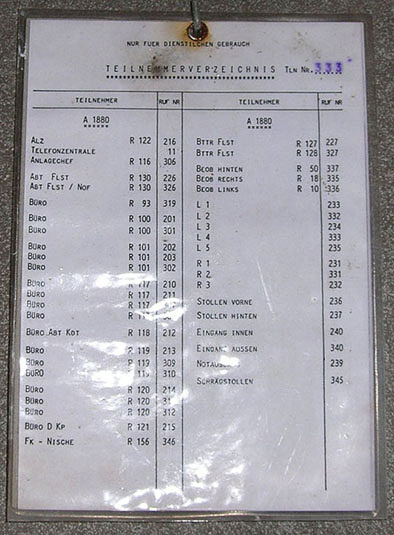 NUR FUER DIENSTLICHEN GEBRAUCH
TEILNEHMERVERZEICHNIS TLN NR. 333
TEILNEHMER RUF NR
A 1880
ALZ R 122 216
TELEFONZENTRALE 11
ANLAGECHEF R 116 306
ABT FLST R 130 226
ABT FLST / NOF R 130 326
BÜRO R 93 319
BÜRO R 100 201
BÜRO R 100 301
BÜRO R 101 202
BÜRO R 101 203
BÜRO R 101 302
BÜRO R 117 210
BÜRO R 117 211
BÜRO R 117
BÜRO ABT KDT R 118 212
BÜRO R 119 213
BÜRO R 119 309
BÜRO R 119 310
BÜRO R 120 214
BÜRO R 120
BÜRO R 120 312
BÜRO D KP R 121 215
FK - NISCHE R 156 346
TEILNEHMER RUF NR
A 1880
BTTR FLST R 127 227
BTTR FLST R 128 327
BEOB HINTEN R 50 337
BEOB RECHTS R 18 335
BEOB LINKS R 10 336
L 1 233
L 2 332
L 3 234
L 4 333
L 5 235
R 1 231
R 2 331
R 3 232
STOLLEN VORNE 236
STOLLEN HINTEN 237
EINGANG INNEN 240
EINGANG AUSSEN 340
239
SCHRÄGSTOLLEN 345